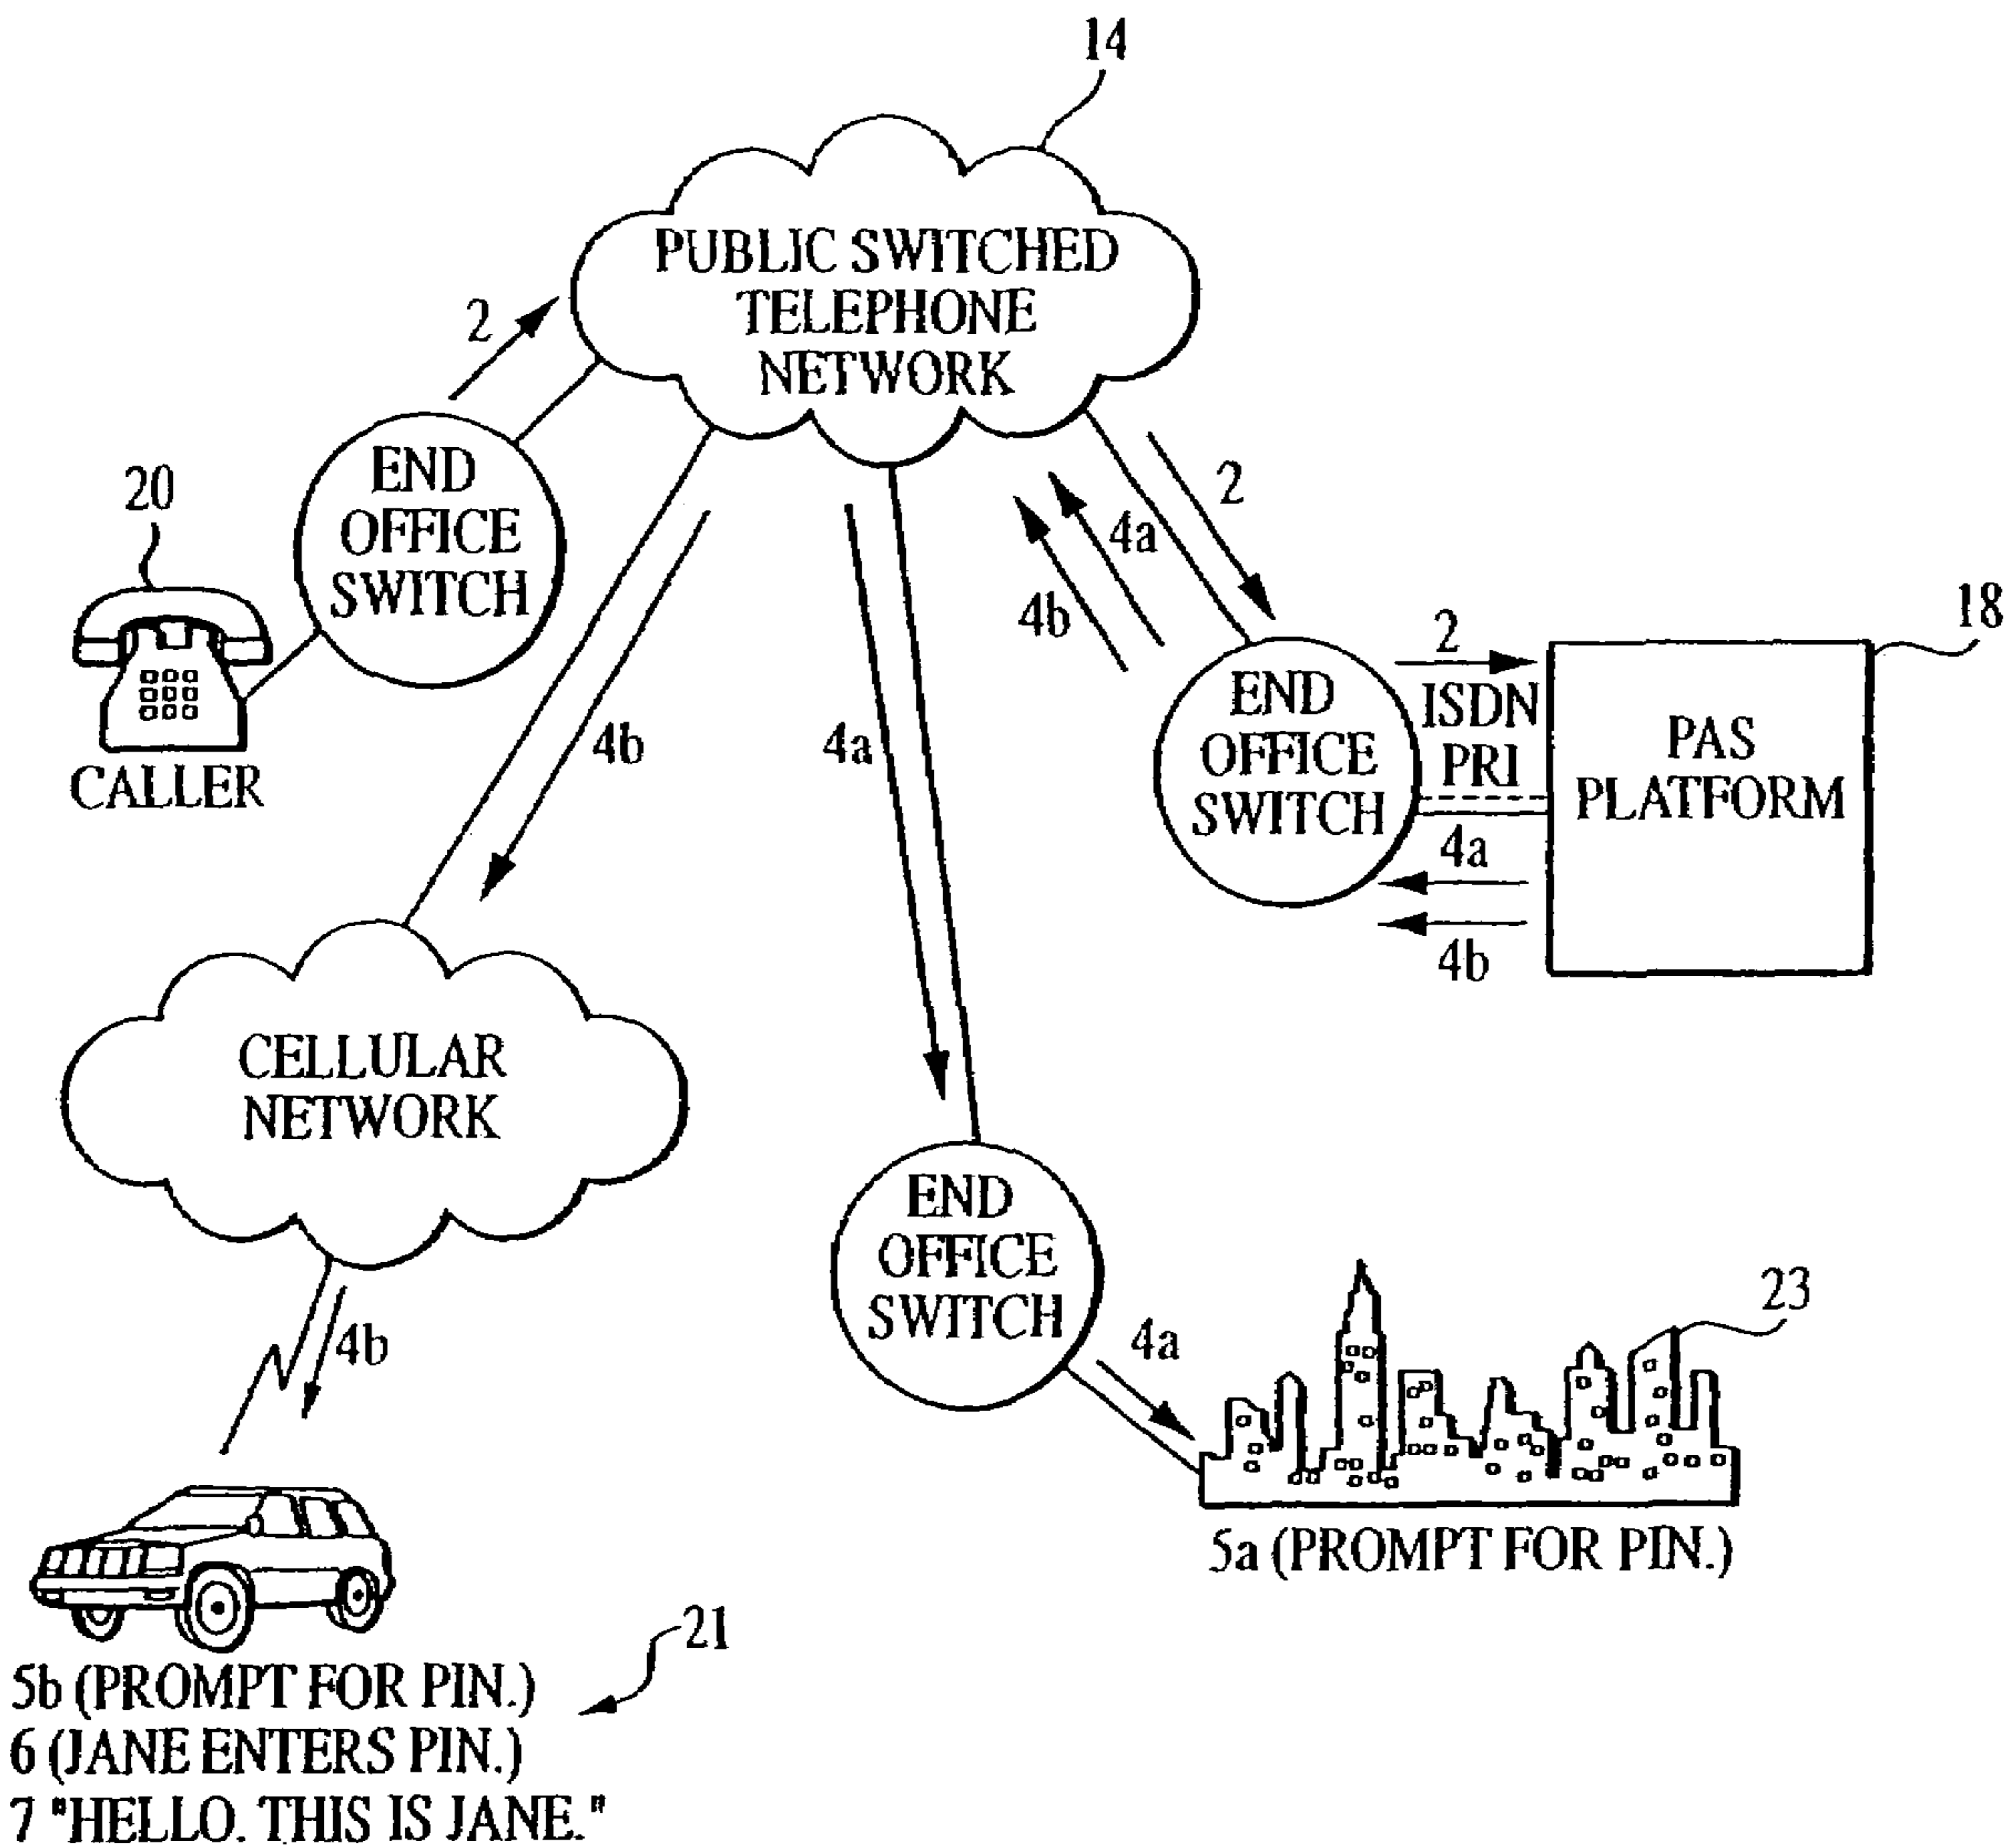 14
PUBLIC SWITCHED
TELEPHONE
NETWORK
2
END
OFFICE
SWITCH
20
CALLER
2
4a
4b
4b
4a
END
OFFICE
SWITCH
2
ISDN
PRI
4a
4b
18
PAS
PLATFORM
CELLULAR
NETWORK
4b
END
OFFICE
SWITCH
4a
23
5a (PROMPT FOR PIN.)
21
5b (PROMPT FOR PIN.)
6 (JANE ENTERS PIN.)
7 "HELLO. THIS IS JANE."